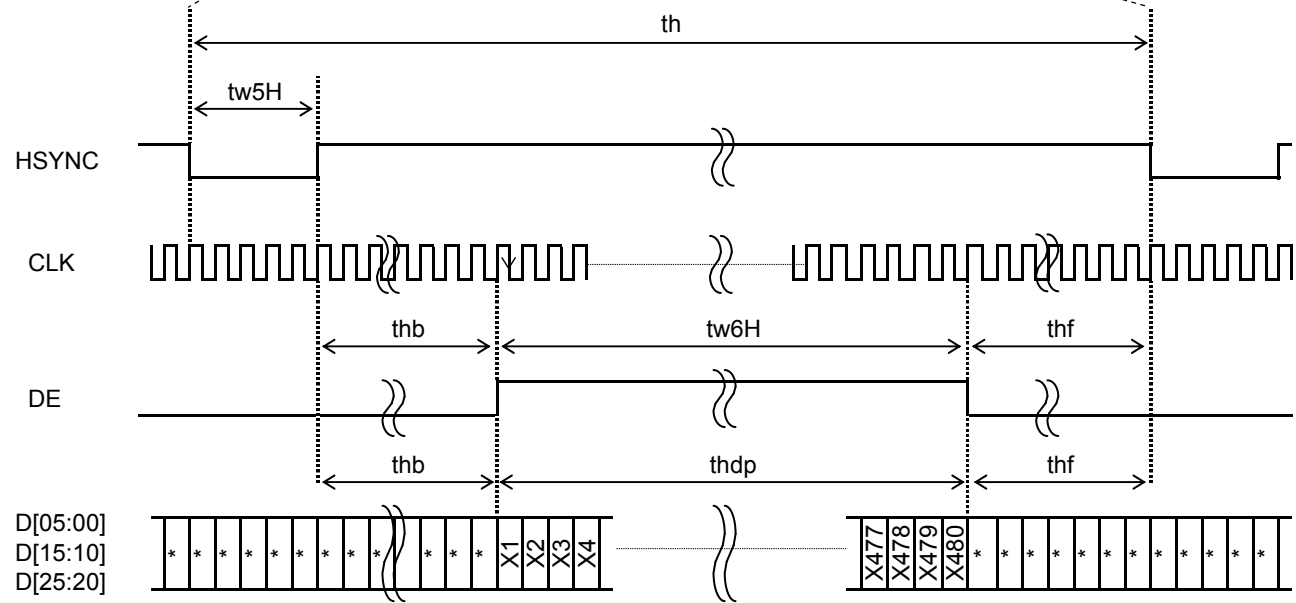 th
tw5H
HSYNC
CLK
thb tw6H thf
DE
thb thdp thf
D[05:00]
D[15:10]
D[25:20]
* * * * * * * * * * * * X1 X2 X3 X4 X477 X478 X479 X480 * * * * * * * * * * * *